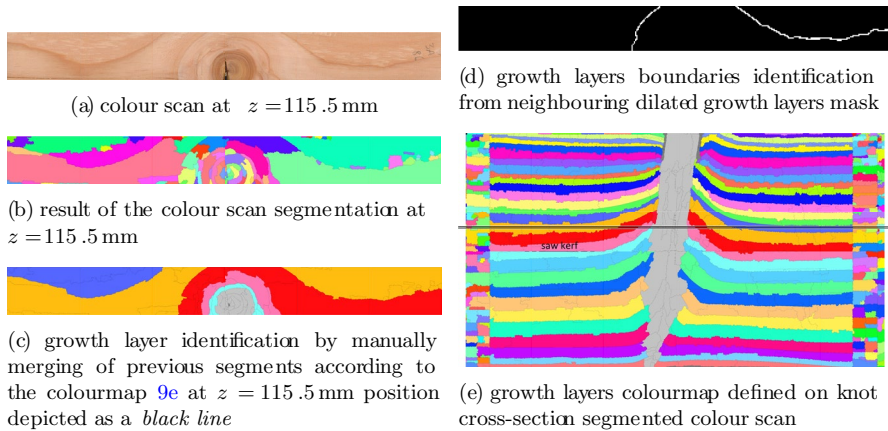 (a) colour scan at z = 115.5 mm
(b) result of the colour scan segmentation at
z = 115.5 mm
(c) growth layer identification by manually
merging of previous segments according to
the colourmap 9e at z = 115.5 mm position
depicted as a black line
(d) growth layers boundaries identification
from neighbouring dilated growth layers mask
saw kerf
(e) growth layers colourmap defined on knot
cross-section segmented colour scan